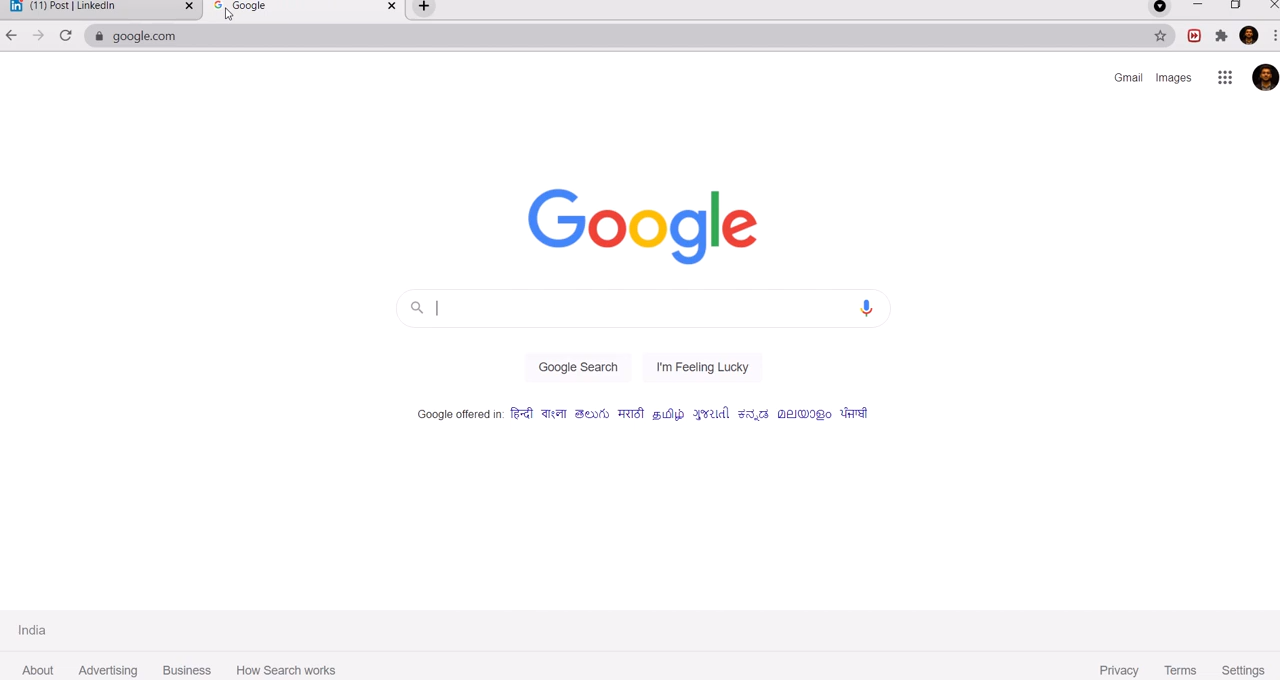 (11) Post | LinkedIn
Google
google.com
Gmail Images
Google
Google Search I'm Feeling Lucky
Google offered in: हिन्दी বাংলা తెలుగు मराठी தமிழ் ગુજરાતી ಕನ್ನಡ മലയാളം ਪੰਜਾਬੀ
India
About Advertising Business How Search works Privacy Terms Settings